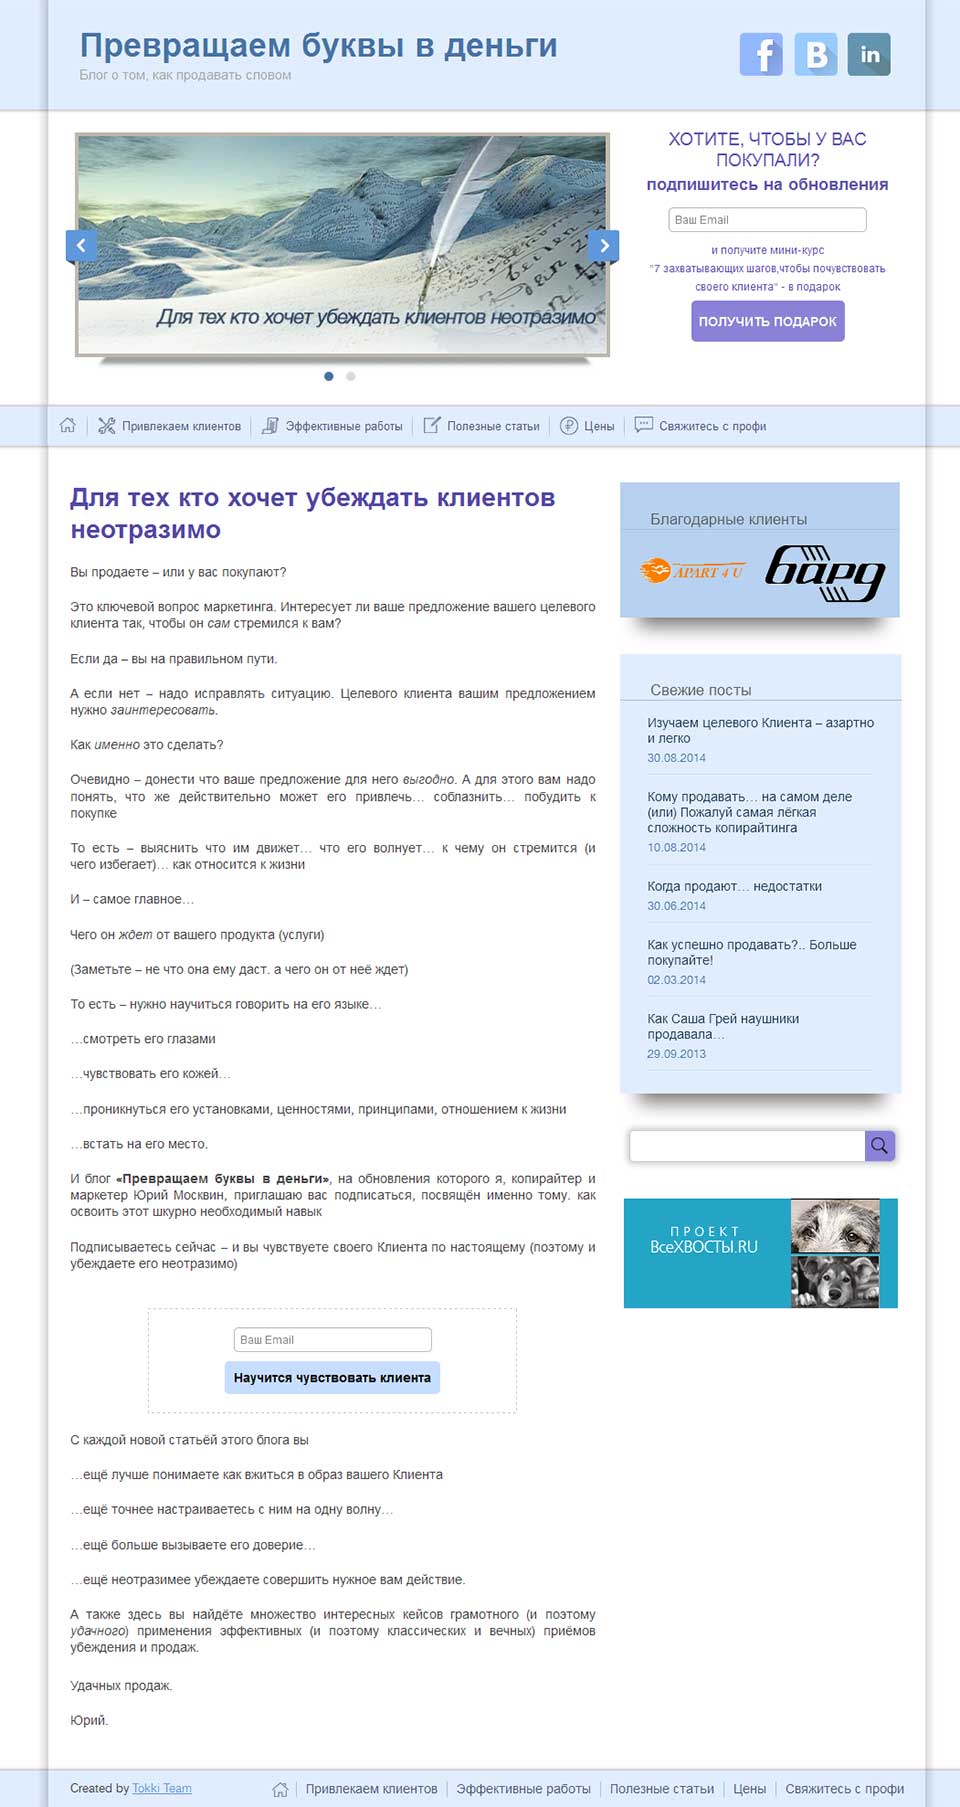 Превращаем буквы в деньги
Блог о том, как продавать словом
f
B
in
Для тех кто хочет убеждать клиентов неотразимо
ХОТИТЕ, ЧТОБЫ У ВАС
ПОКУПАЛИ?
подпишитесь на обновления
Ваш Email
и получите мини-курс
"7 захватывающих шагов,чтобы почувствовать
своего клиента" - в подарок
ПОЛУЧИТЬ ПОДАРОК
Привлекаем клиентов
Эффективные работы
Полезные статьи
Цены
Свяжитесь с профи
Для тех кто хочет убеждать клиентов
неотразимо
Вы продаете – или у вас покупают?
Это ключевой вопрос маркетинга. Интересует ли ваше предложение вашего целевого
клиента так, чтобы он сам стремился к вам?
Если да – вы на правильном пути.
А если нет – надо исправлять ситуацию. Целевого клиента вашим предложением
нужно заинтересовать.
Как именно это сделать?
Очевидно – донести что ваше предложение для него выгодно. А для этого вам надо
понять, что же действительно может его привлечь… соблазнить… побудить к
покупке
То есть – выяснить что им движет… что его волнует… к чему он стремится (и
чего избегает)… как относится к жизни
И – самое главное…
Чего он ждет от вашего продукта (услуги)
(Заметьте – не что она ему даст. а чего он от неё ждет)
То есть – нужно научиться говорить на его языке…
…смотреть его глазами
…чувствовать его кожей…
…проникнуться его установками, ценностями, принципами, отношением к жизни
…встать на его место.
И блог «Превращаем буквы в деньги», на обновления которого я, копирайтер и
маркетер Юрий Москвин, приглашаю вас подписаться, посвящён именно тому. как
освоить этот шкурно необходимый навык
Подписываетесь сейчас – и вы чувствуете своего Клиента по настоящему (поэтому и
убеждаете его неотразимо)
Ваш Email
Научится чувствовать клиента
С каждой новой статьёй этого блога вы
…ещё лучше понимаете как вжиться в образ вашего Клиента
…ещё точнее настраиваетесь с ним на одну волну…
…ещё больше вызываете его доверие…
…ещё неотразимее убеждаете совершить нужное вам действие.
А также здесь вы найдёте множество интересных кейсов грамотного (и поэтому
удачного) применения эффективных (и поэтому классических и вечных) приёмов
убеждения и продаж.
Удачных продаж.
Юрий.
Благодарные клиенты
APART 4 U
бард
Свежие посты
Изучаем целевого Клиента – азартно
и легко
30.08.2014
Кому продавать… на самом деле
(или) Пожалуй самая лёгкая
сложность копирайтинга
10.08.2014
Когда продают… недостатки
30.06.2014
Как успешно продавать?.. Больше
покупайте!
02.03.2014
Как Саша Грей наушники
продавала…
29.09.2013
ПРОЕКТ
ВсеХВОСТЫ.RU
Created by Tokki Team
Привлекаем клиентов
Эффективные работы
Полезные статьи
Цены
Свяжитесь с профи